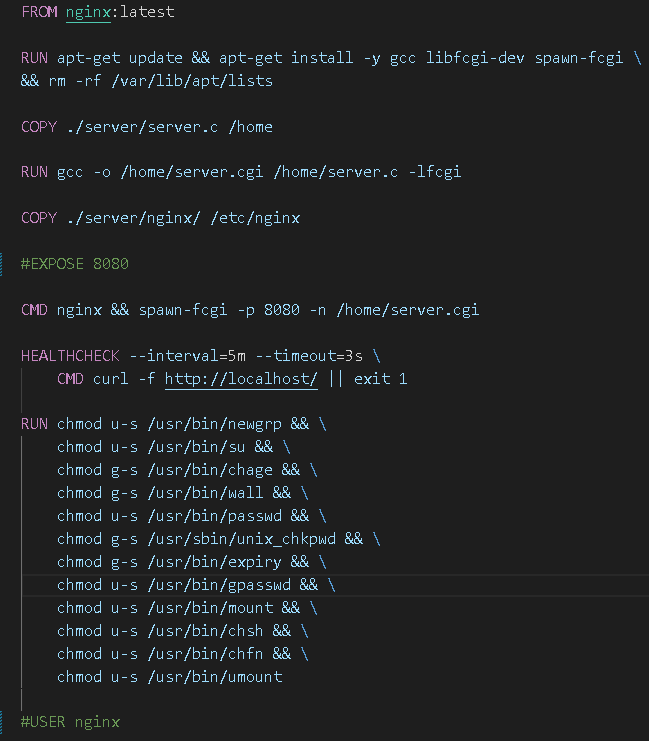 FROM nginx:latest
RUN apt-get update && apt-get install -y gcc libfcgi-dev spawn-fcgi \
&& rm -rf /var/lib/apt/lists
COPY ./server/server.c /home
RUN gcc -o /home/server.cgi /home/server.c -lfcgi
COPY ./server/nginx/ /etc/nginx
#EXPOSE 8080
CMD nginx && spawn-fcgi -p 8080 -n /home/server.cgi
HEALTHCHECK --interval=5m --timeout=3s \
    CMD curl -f http://localhost/ || exit 1
RUN chmod u-s /usr/bin/newgrp && \
    chmod u-s /usr/bin/su && \
    chmod g-s /usr/bin/chage && \
    chmod g-s /usr/bin/wall && \
    chmod u-s /usr/bin/passwd && \
    chmod g-s /usr/sbin/unix_chkpwd && \
    chmod g-s /usr/bin/expiry && \
    chmod u-s /usr/bin/gpasswd && \
    chmod u-s /usr/bin/mount && \
    chmod u-s /usr/bin/chsh && \
    chmod u-s /usr/bin/chfn && \
    chmod u-s /usr/bin/umount
#USER nginx